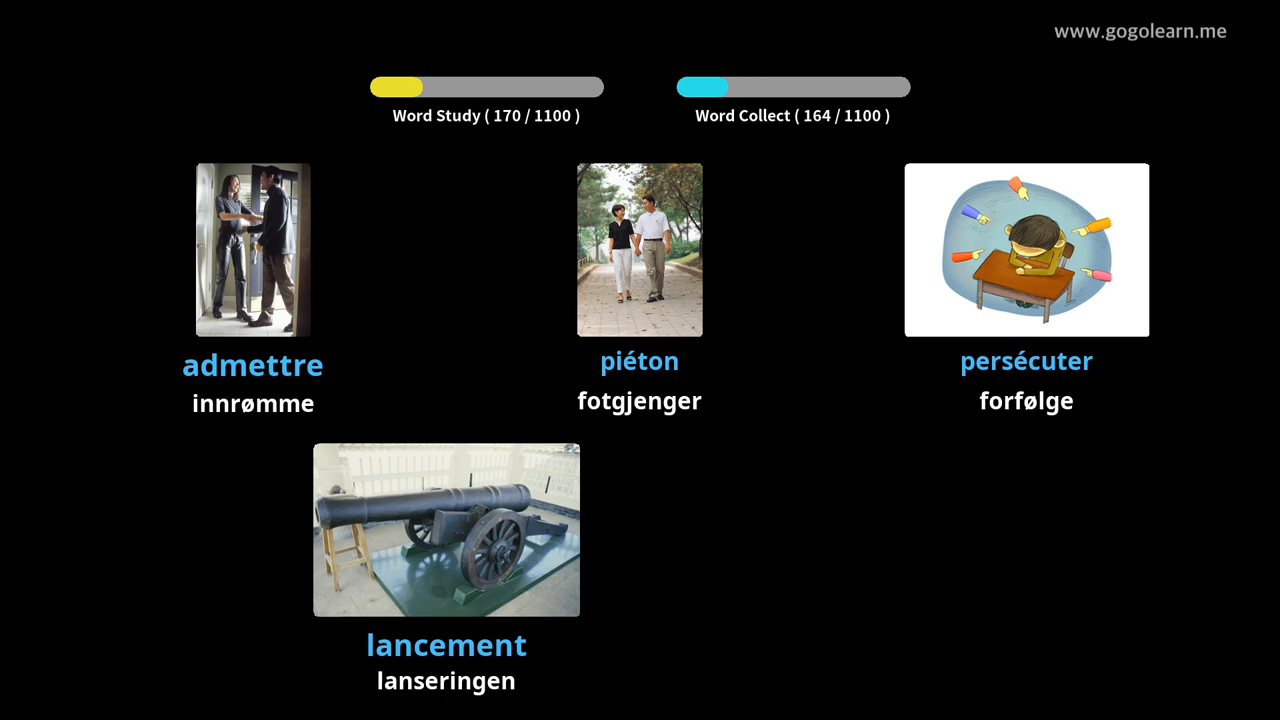 www.gogolearn.me
Word Study ( 170 / 1100 )
Word Collect ( 164 / 1100 )
admettre
innrømme
piéton
fotgjenger
persécuter
forfølge
lancement
lanseringen